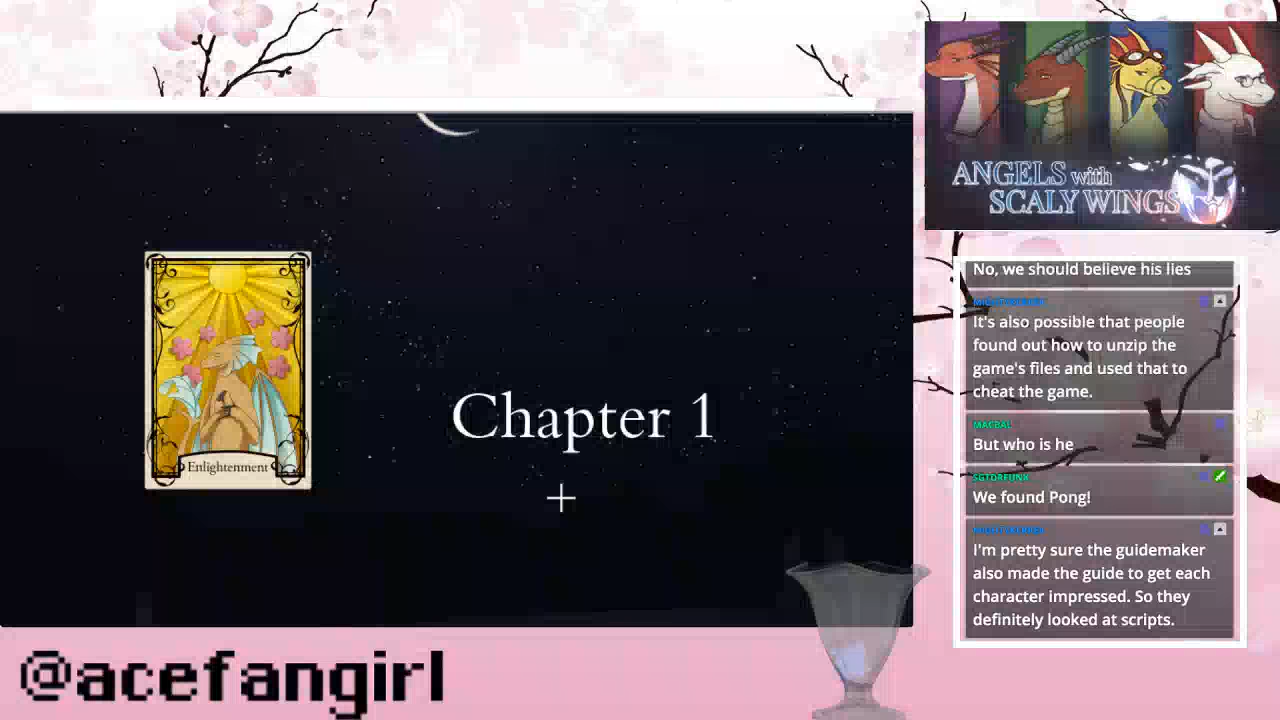 Enlightenment
Chapter 1
@acefangirl
ANGELS with
SCALY WINGS
No, we should believe his lies
It's also possible that people
found out how to unzip the
game's files and used that to
cheat the game.
MACBAL
But who is he
SGTORFUNX
We found Pong!
I'm pretty sure the guidemaker
also made the guide to get each
character impressed. So they
definitely looked at scripts.